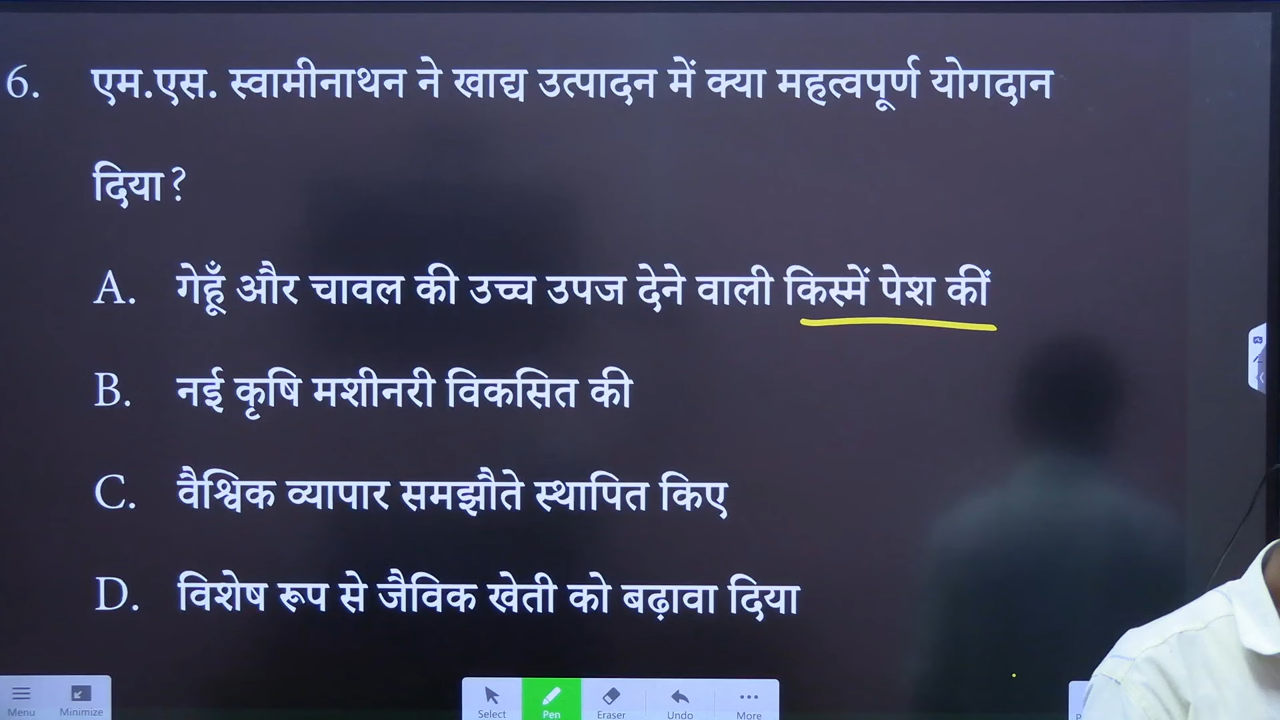 6. एम.एस. स्वामीनाथन ने खाद्य उत्पादन में क्या महत्वपूर्ण योगदान
दिया?
A. गेहूँ और चावल की उच्च उपज देने वाली किस्में पेश कीं
B. नई कृषि मशीनरी विकसित की
C. वैश्विक व्यापार समझौते स्थापित किए
D. विशेष रूप से जैविक खेती को बढ़ावा दिया
Menu Minimize Select Pen Eraser Undo More